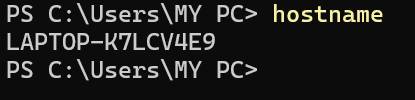 PS C:\Users\MY PC> hostname
LAPTOP-K7LCV4E9
PS C:\Users\MY PC>